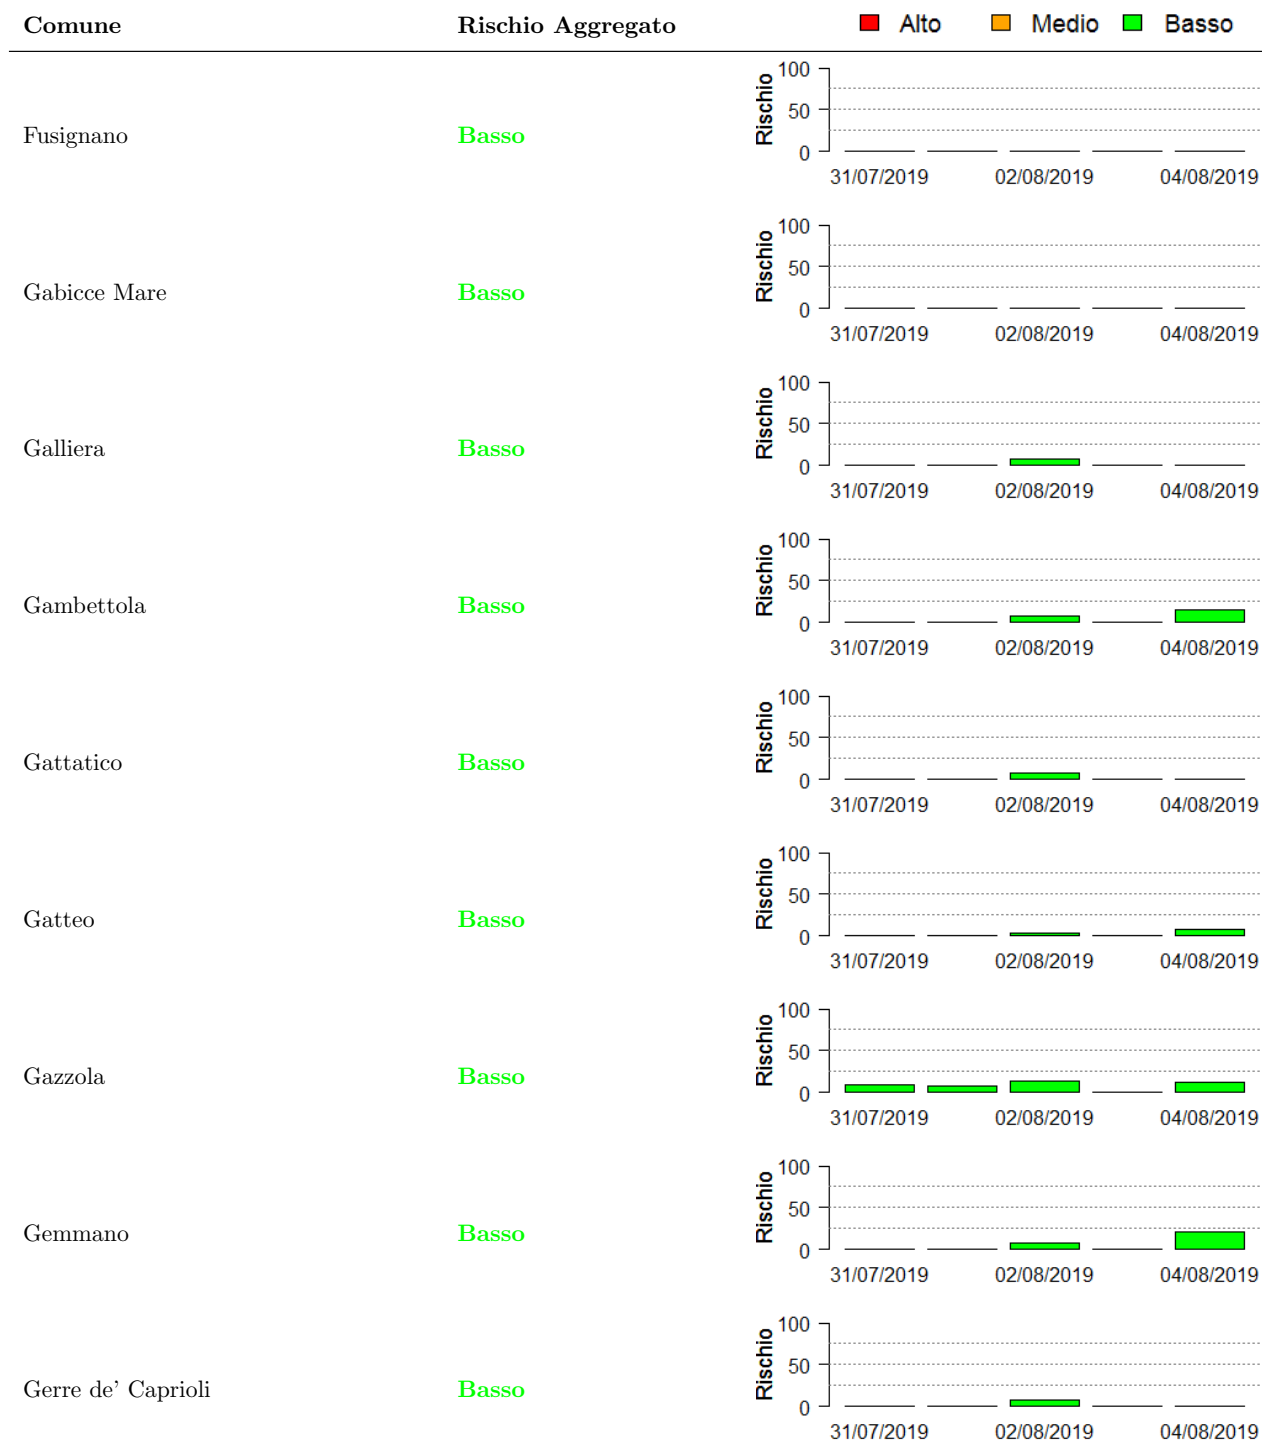 Comune Rischio Aggregato Alto Medio Basso
Fusignano Basso
Rischio
100
50
0
31/07/2019 02/08/2019 04/08/2019
Gabicce Mare Basso
Rischio
100
50
0
31/07/2019 02/08/2019 04/08/2019
Galliera Basso
Rischio
100
50
0
31/07/2019 02/08/2019 04/08/2019
Gambettola Basso
Rischio
100
50
0
31/07/2019 02/08/2019 04/08/2019
Gattatico Basso
Rischio
100
50
0
31/07/2019 02/08/2019 04/08/2019
Gatteo Basso
Rischio
100
50
0
31/07/2019 02/08/2019 04/08/2019
Gazzola Basso
Rischio
100
50
0
31/07/2019 02/08/2019 04/08/2019
Gemmano Basso
Rischio
100
50
0
31/07/2019 02/08/2019 04/08/2019
Gerre de' Caprioli Basso
Rischio
100
50
0
31/07/2019 02/08/2019 04/08/2019